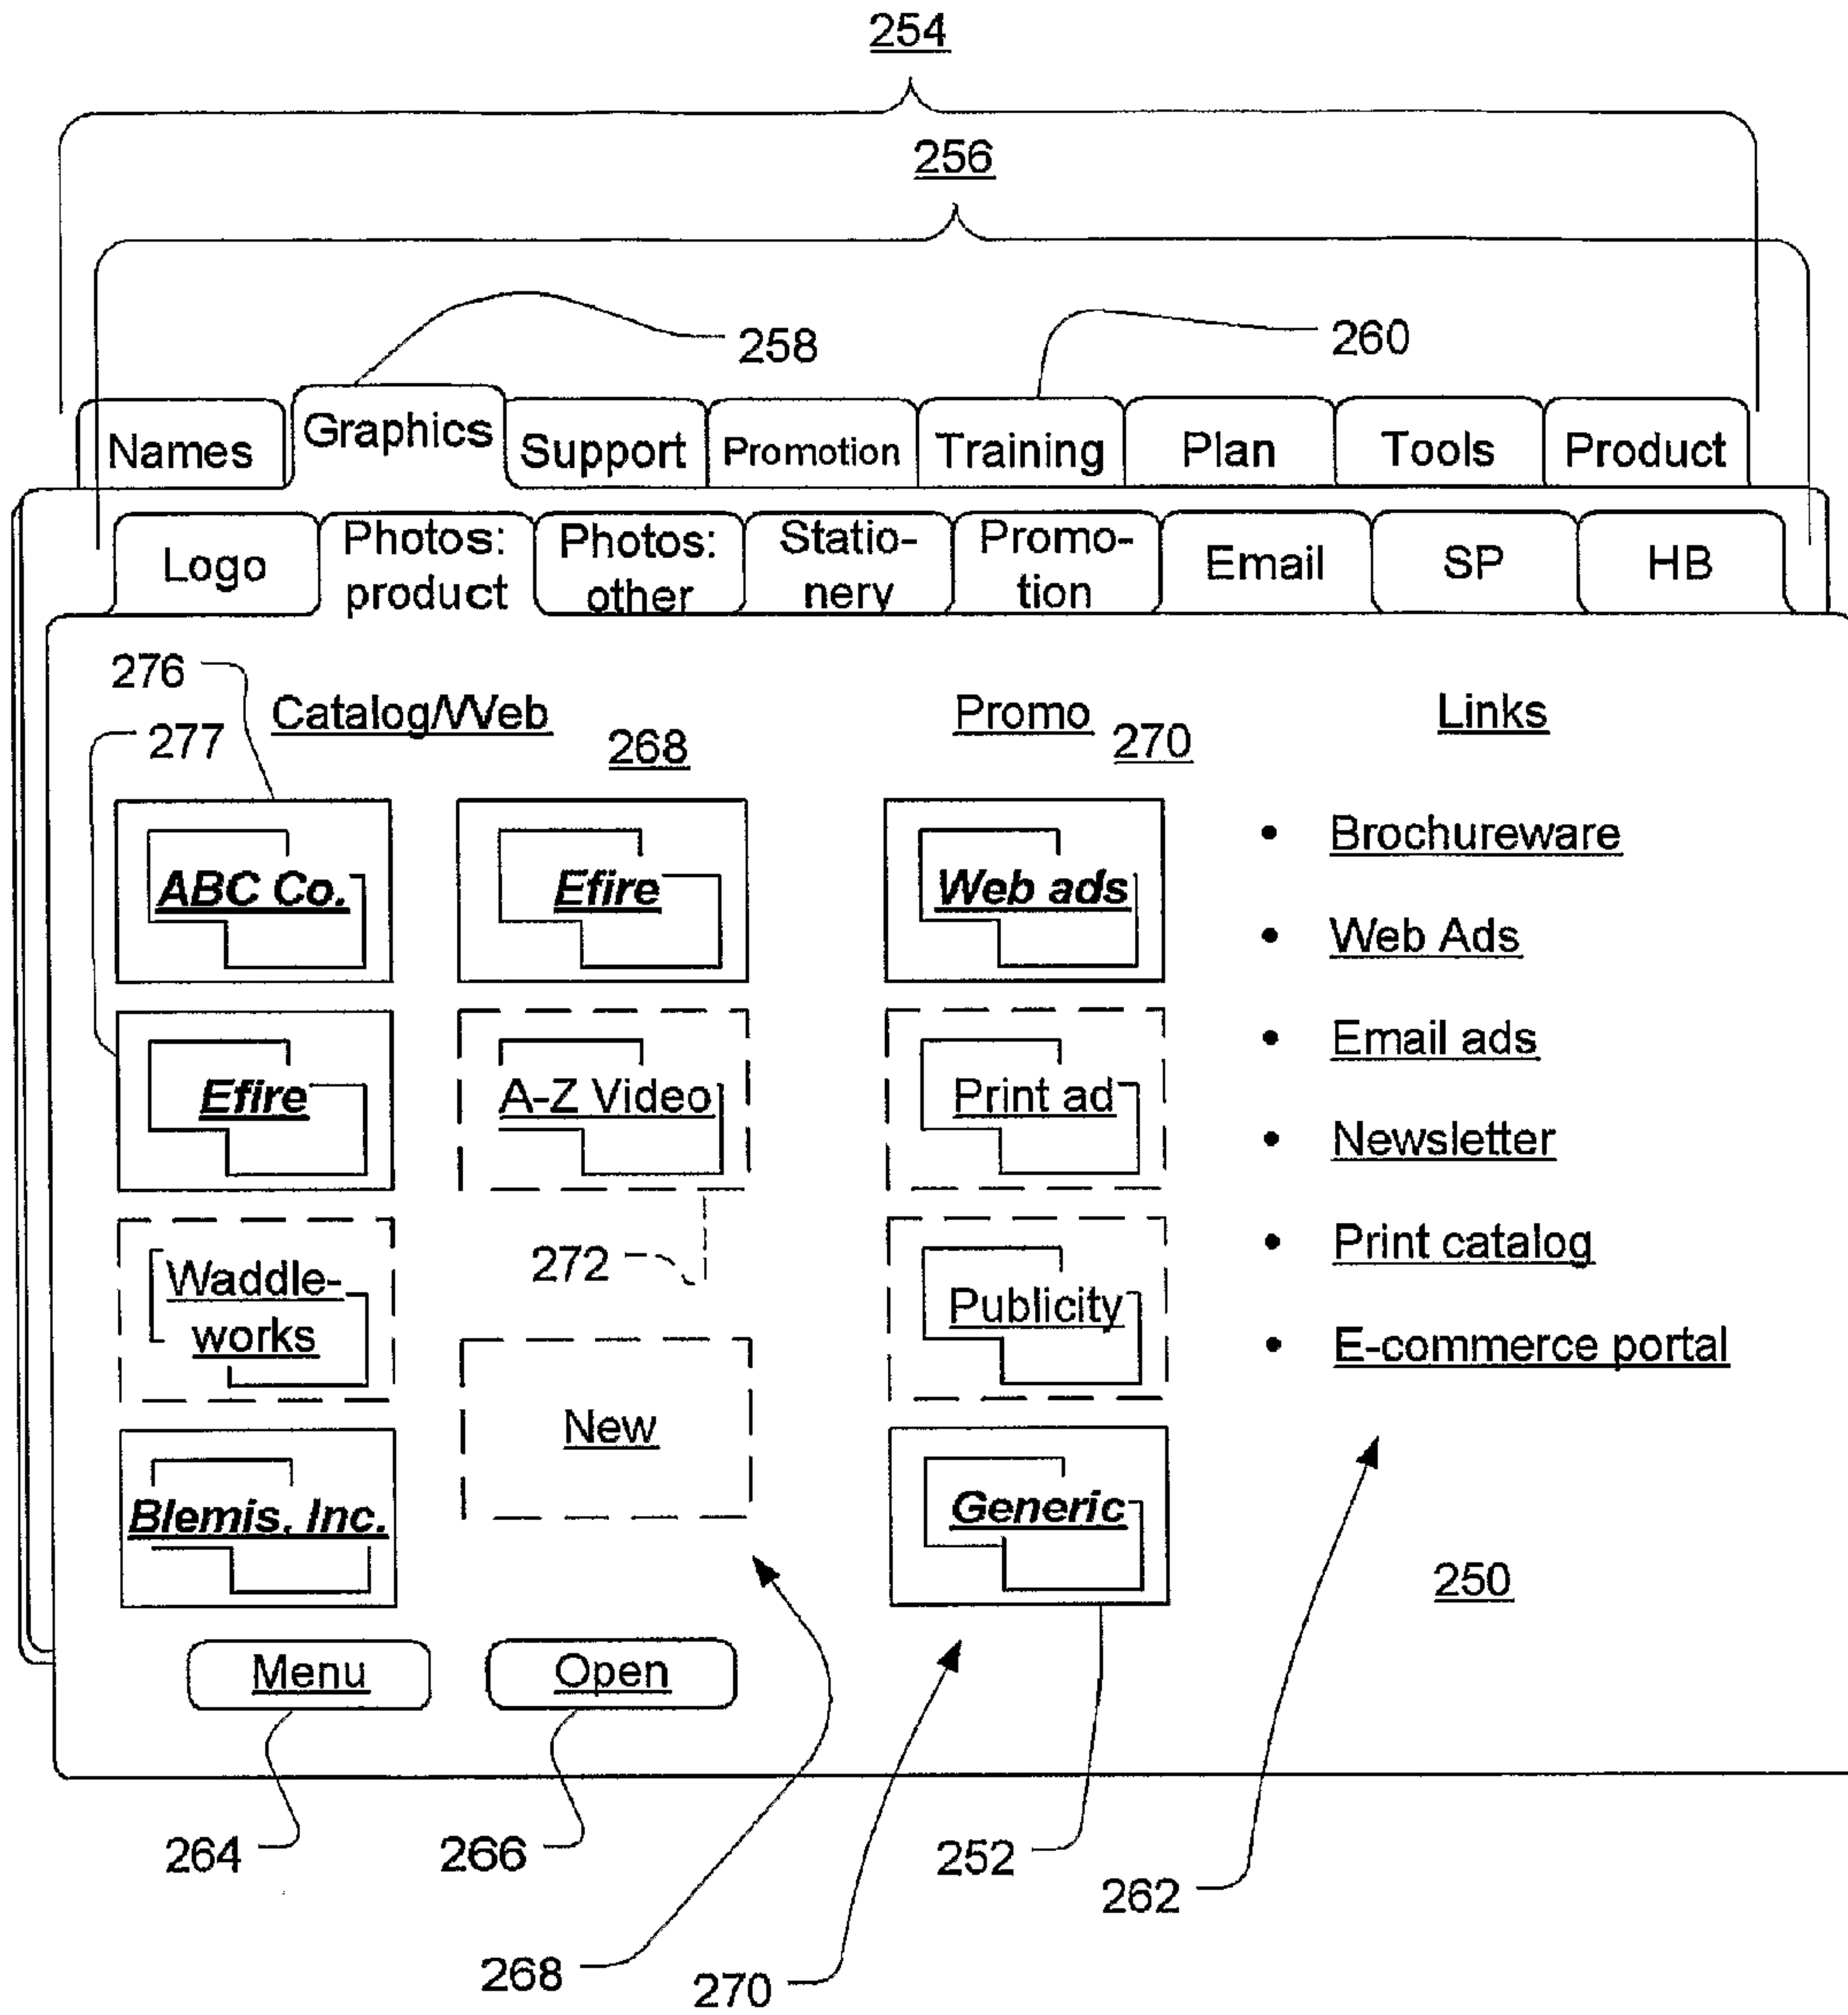 254
256
258
260
Names Graphics Support Promotion Training Plan Tools Product
Logo Photos: product Photos: other Statio- nery Promo- tion Email SP HB
276
277
Catalog/Web
268
Promo
270
Links
ABC Co.
Efire
Web ads
• Brochureware
• Web Ads
Efire
A-Z Video
Print ad
• Email ads
• Newsletter
Waddle-
works
272
New
Publicity
• Print catalog
• E-commerce portal
Blemis, Inc.
Generic
250
Menu
Open
264
266
252
262
268
270